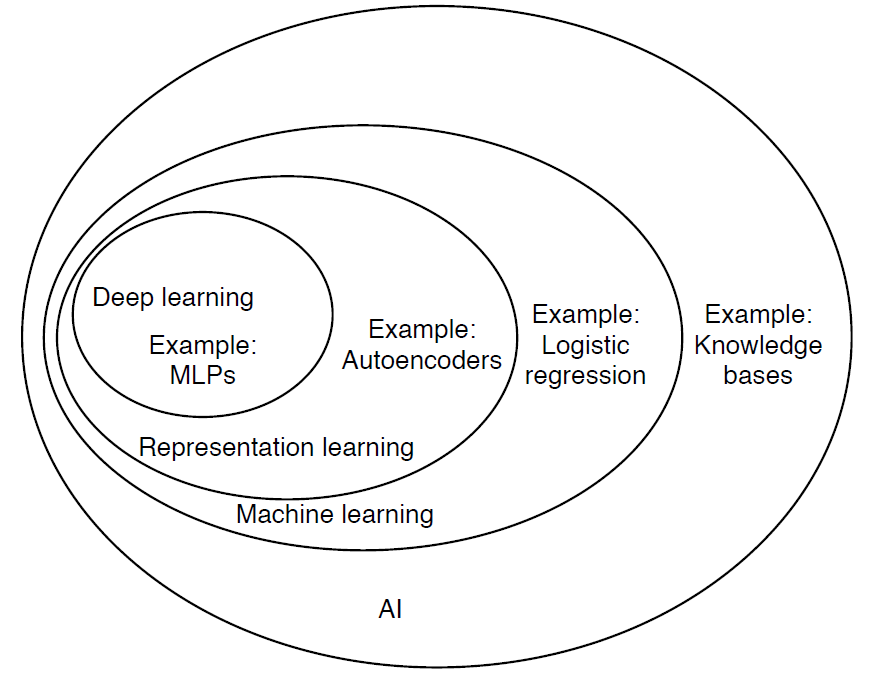 Deep learning
Example:
MLPs
Example:
Autoencoders
Example:
Logistic
regression
Example:
Knowledge
bases
Representation learning
Machine learning
AI